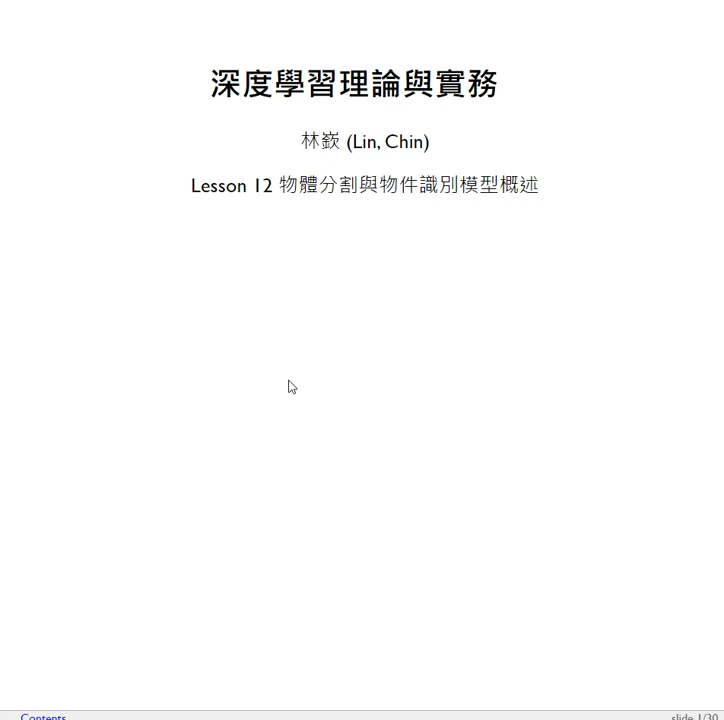 深度學習理論與實務
林嶔 (Lin, Chin)
Lesson 12 物體分割與物件識別模型概述
Contents
slide 1/30